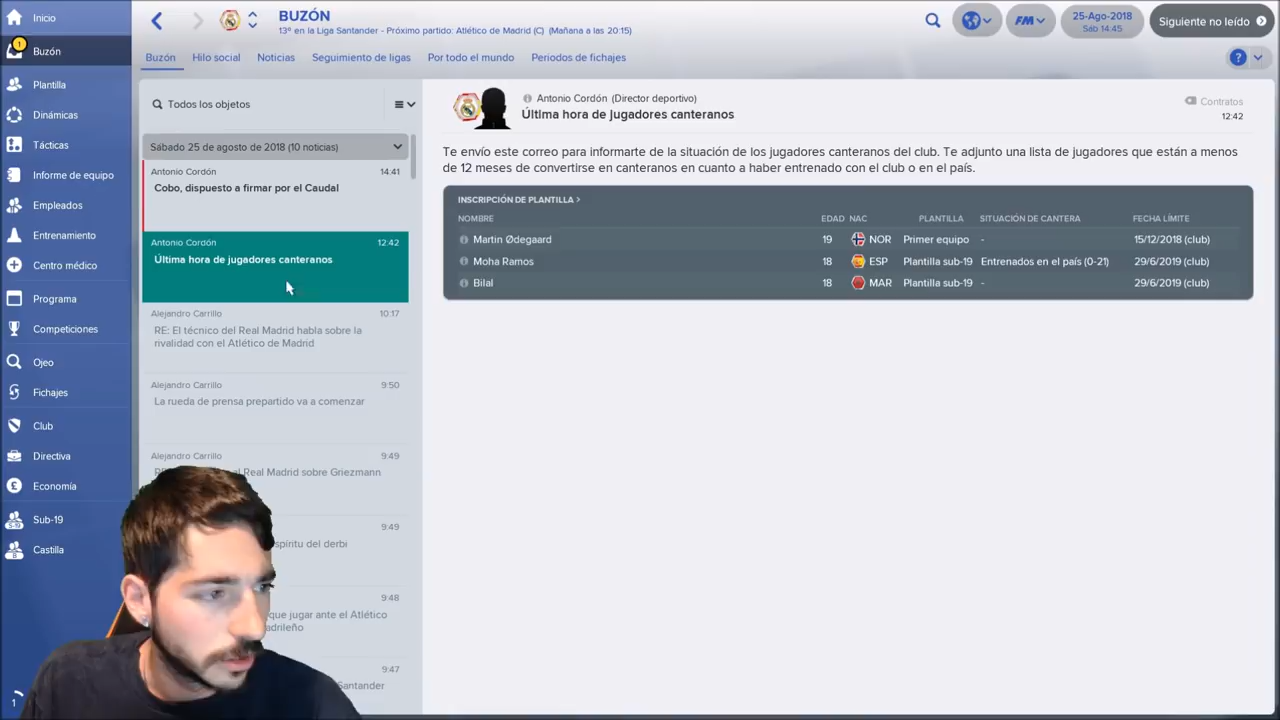 Inicio
Buzón
1
Plantilla
Dinámicas
Tácticas
Informe de equipo
Empleados
Entrenamiento
Centro médico
Programa
Competiciones
Ojeo
Fichajes
Club
Directiva
Economía
Sub-19
Castilla
BUZÓN
13º en la Liga Santander - Próximo partido: Atlético de Madrid (C) (Mañana a las 20:15)
FM
25-Ago-2018
Sáb 14:45
Siguiente no leído
Buzón Hilo social Noticias Seguimiento de ligas Por todo el mundo Periodos de fichajes
?
Todos los objetos
Sábado 25 de agosto de 2018 (10 noticias)
Antonio Cordón 14:41
Cobo, dispuesto a firmar por el Caudal
Antonio Cordón 12:42
Última hora de jugadores canteranos
Alejandro Carrillo 10:17
RE: El técnico del Real Madrid habla sobre la
rivalidad con el Atlético de Madrid
Alejandro Carrillo 9:50
La rueda de prensa prepartido va a comenzar
Alejandro Carrillo 9:49
Real Madrid sobre Griezmann
9:49
espíritu del derbi
9:48
que jugar ante el Atlético
9:47
Santander
Antonio Cordón (Director deportivo)
Última hora de jugadores canteranos
Contratos
12:42
Te envío este correo para informarte de la situación de los jugadores canteranos del club. Te adjunto una lista de jugadores que están a menos
de 12 meses de convertirse en canteranos en cuanto a haber entrenado con el club o en el país.
INSCRIPCIÓN DE PLANTILLA >
NOMBRE EDAD NAC PLANTILLA SITUACIÓN DE CANTERA FECHA LÍMITE
Martin Ødegaard 19 NOR Primer equipo - 15/12/2018 (club)
Moha Ramos 18 ESP Plantilla sub-19 Entrenados en el país (0-21) 29/6/2019 (club)
Bilal 18 MAR Plantilla sub-19 - 29/6/2019 (club)